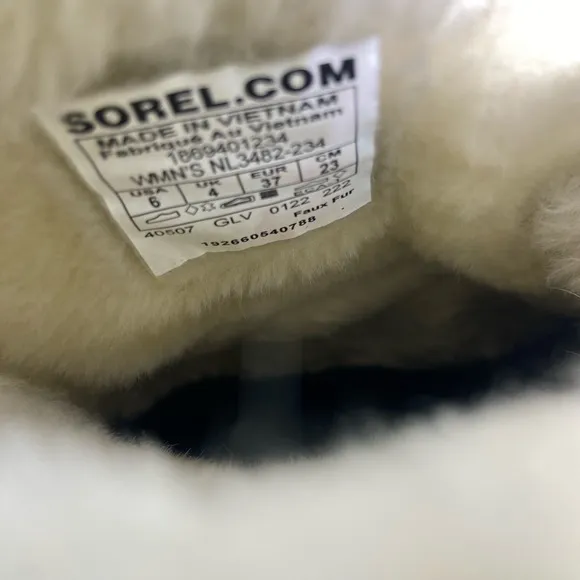 SOREL.COM
MADE IN VIETNAM
Fabriqué Au Vietnam
1869401234
WMN'S NL3482-234
USA UK EUR CM
6 4 37 23
ECA
40507 GLV 0122 222
Faux Fur
192660540788